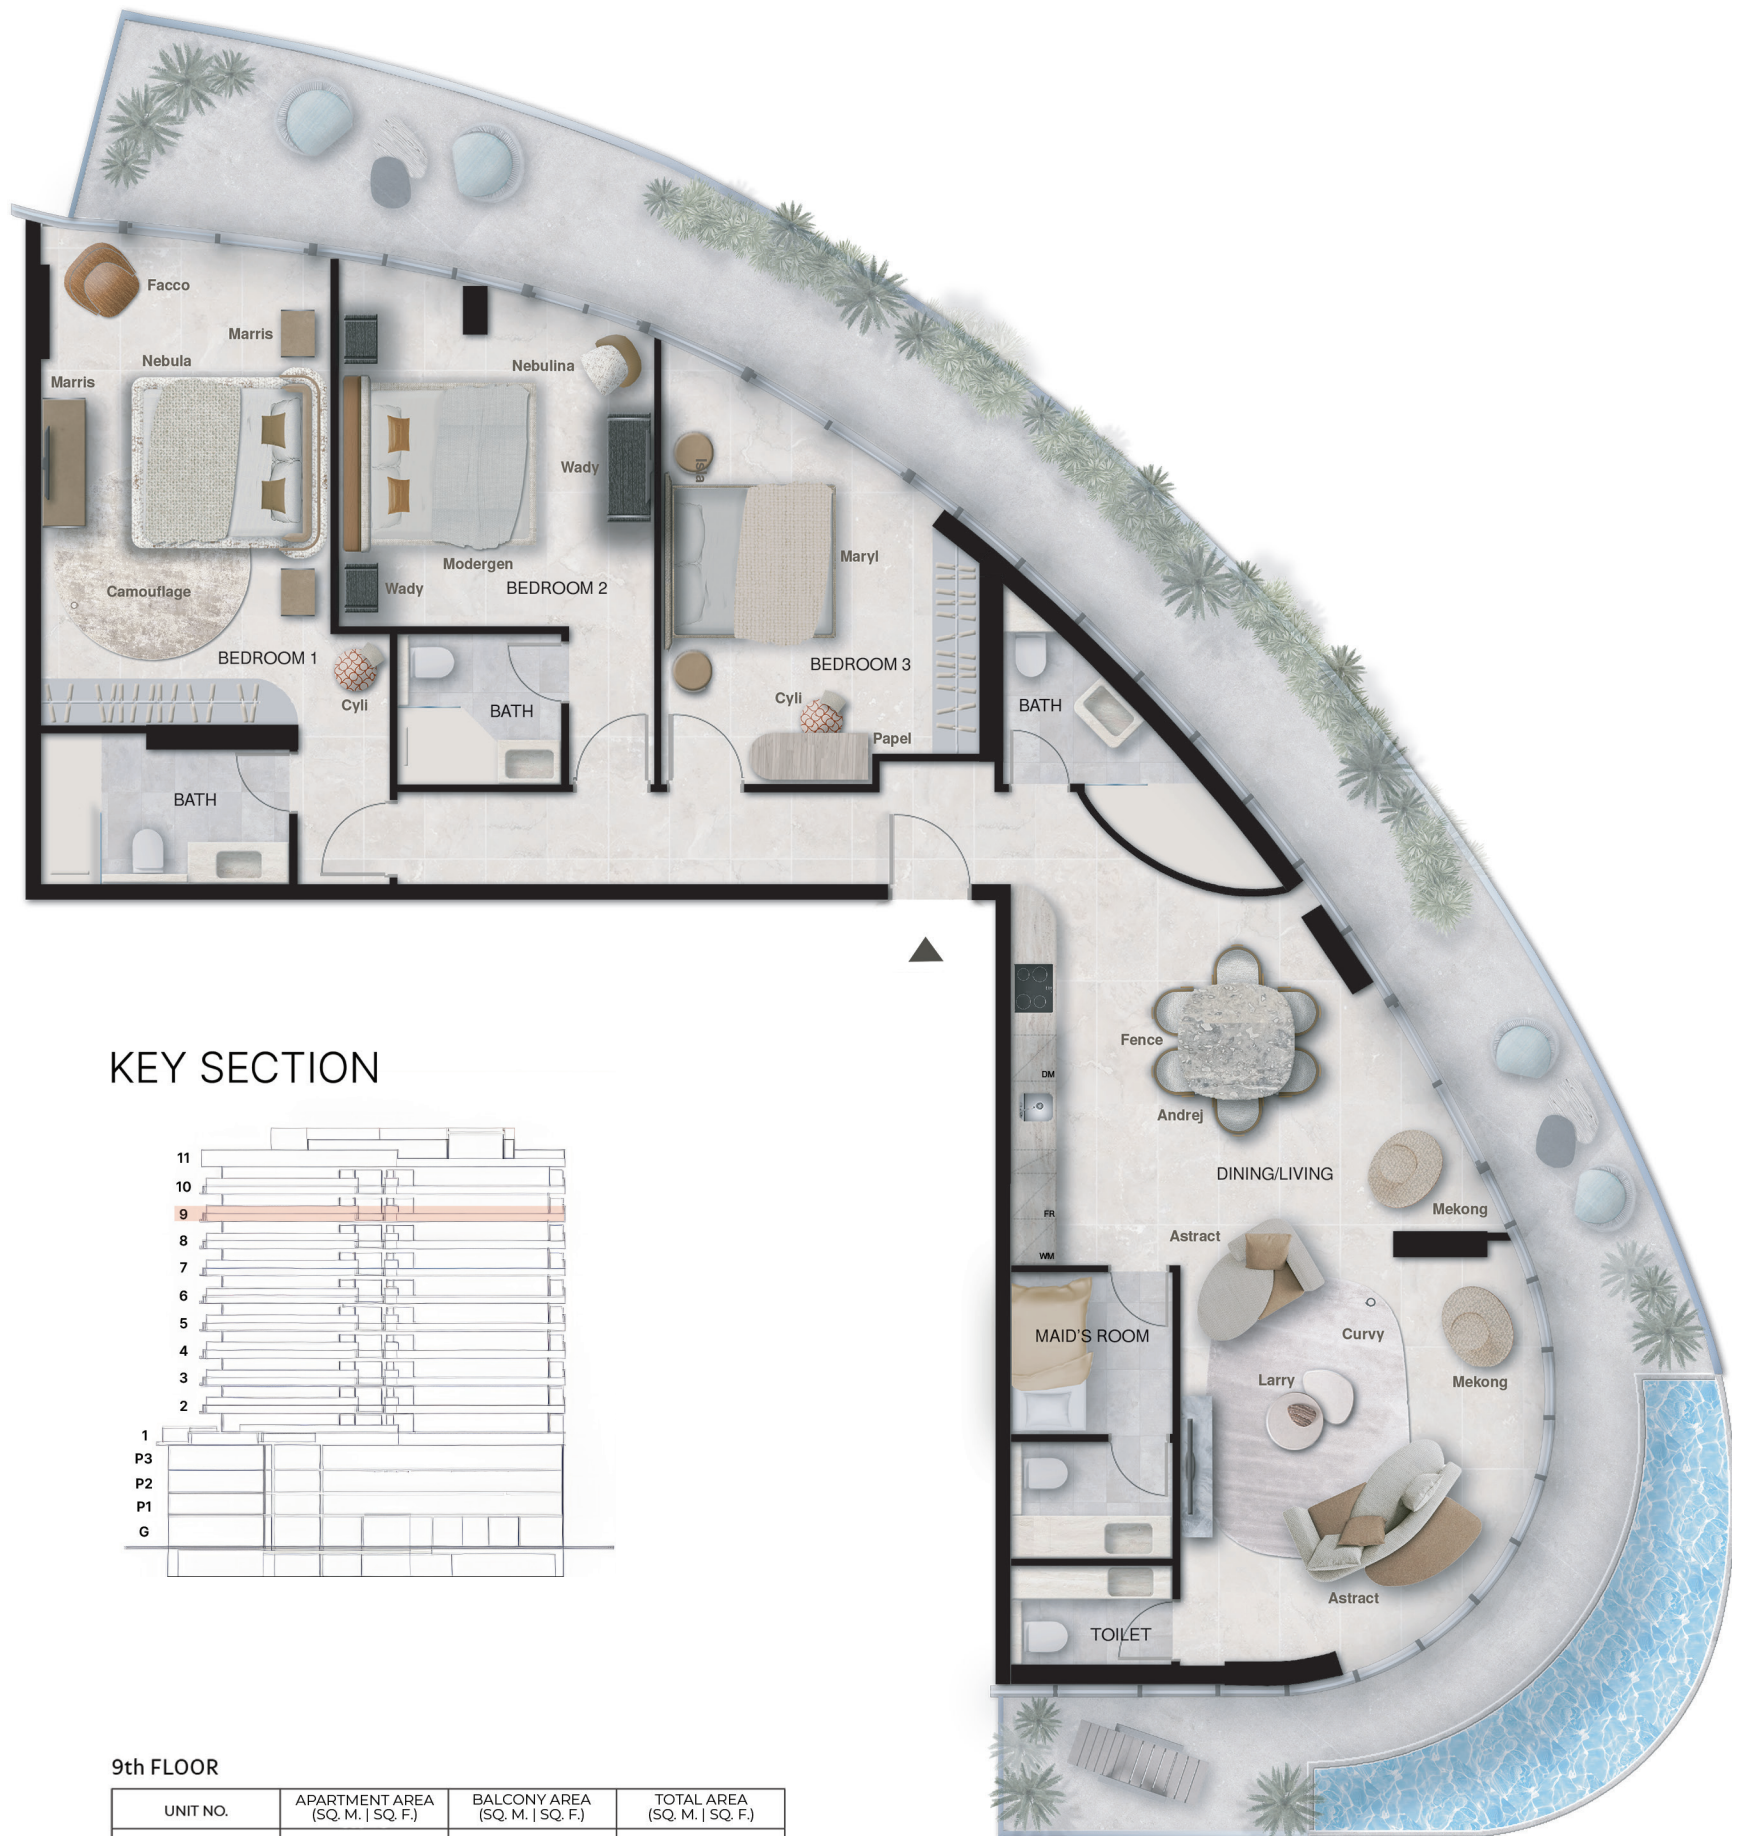 Facco
Marris
Nebula
Marris
Camouflage
BEDROOM 1
Cyli
BATH
Nebulina
Wady
Modergen
Wady
BEDROOM 2
BATH
Isla
Maryl
BEDROOM 3
Cyli
Papel
BATH
Fence
DM
Andrej
DINING/LIVING
Mekong
FR
Astract
WM
MAID'S ROOM
Curvy
Larry
Mekong
Astract
TOILET
KEY SECTION
11
10
9
8
7
6
5
4
3
2
1
P3
P2
P1
G
9th FLOOR
UNIT NO.
APARTMENT AREA
(SQ. M. | SQ. F.)
BALCONY AREA
(SQ. M. | SQ. F.)
TOTAL AREA
(SQ. M. | SQ. F.)